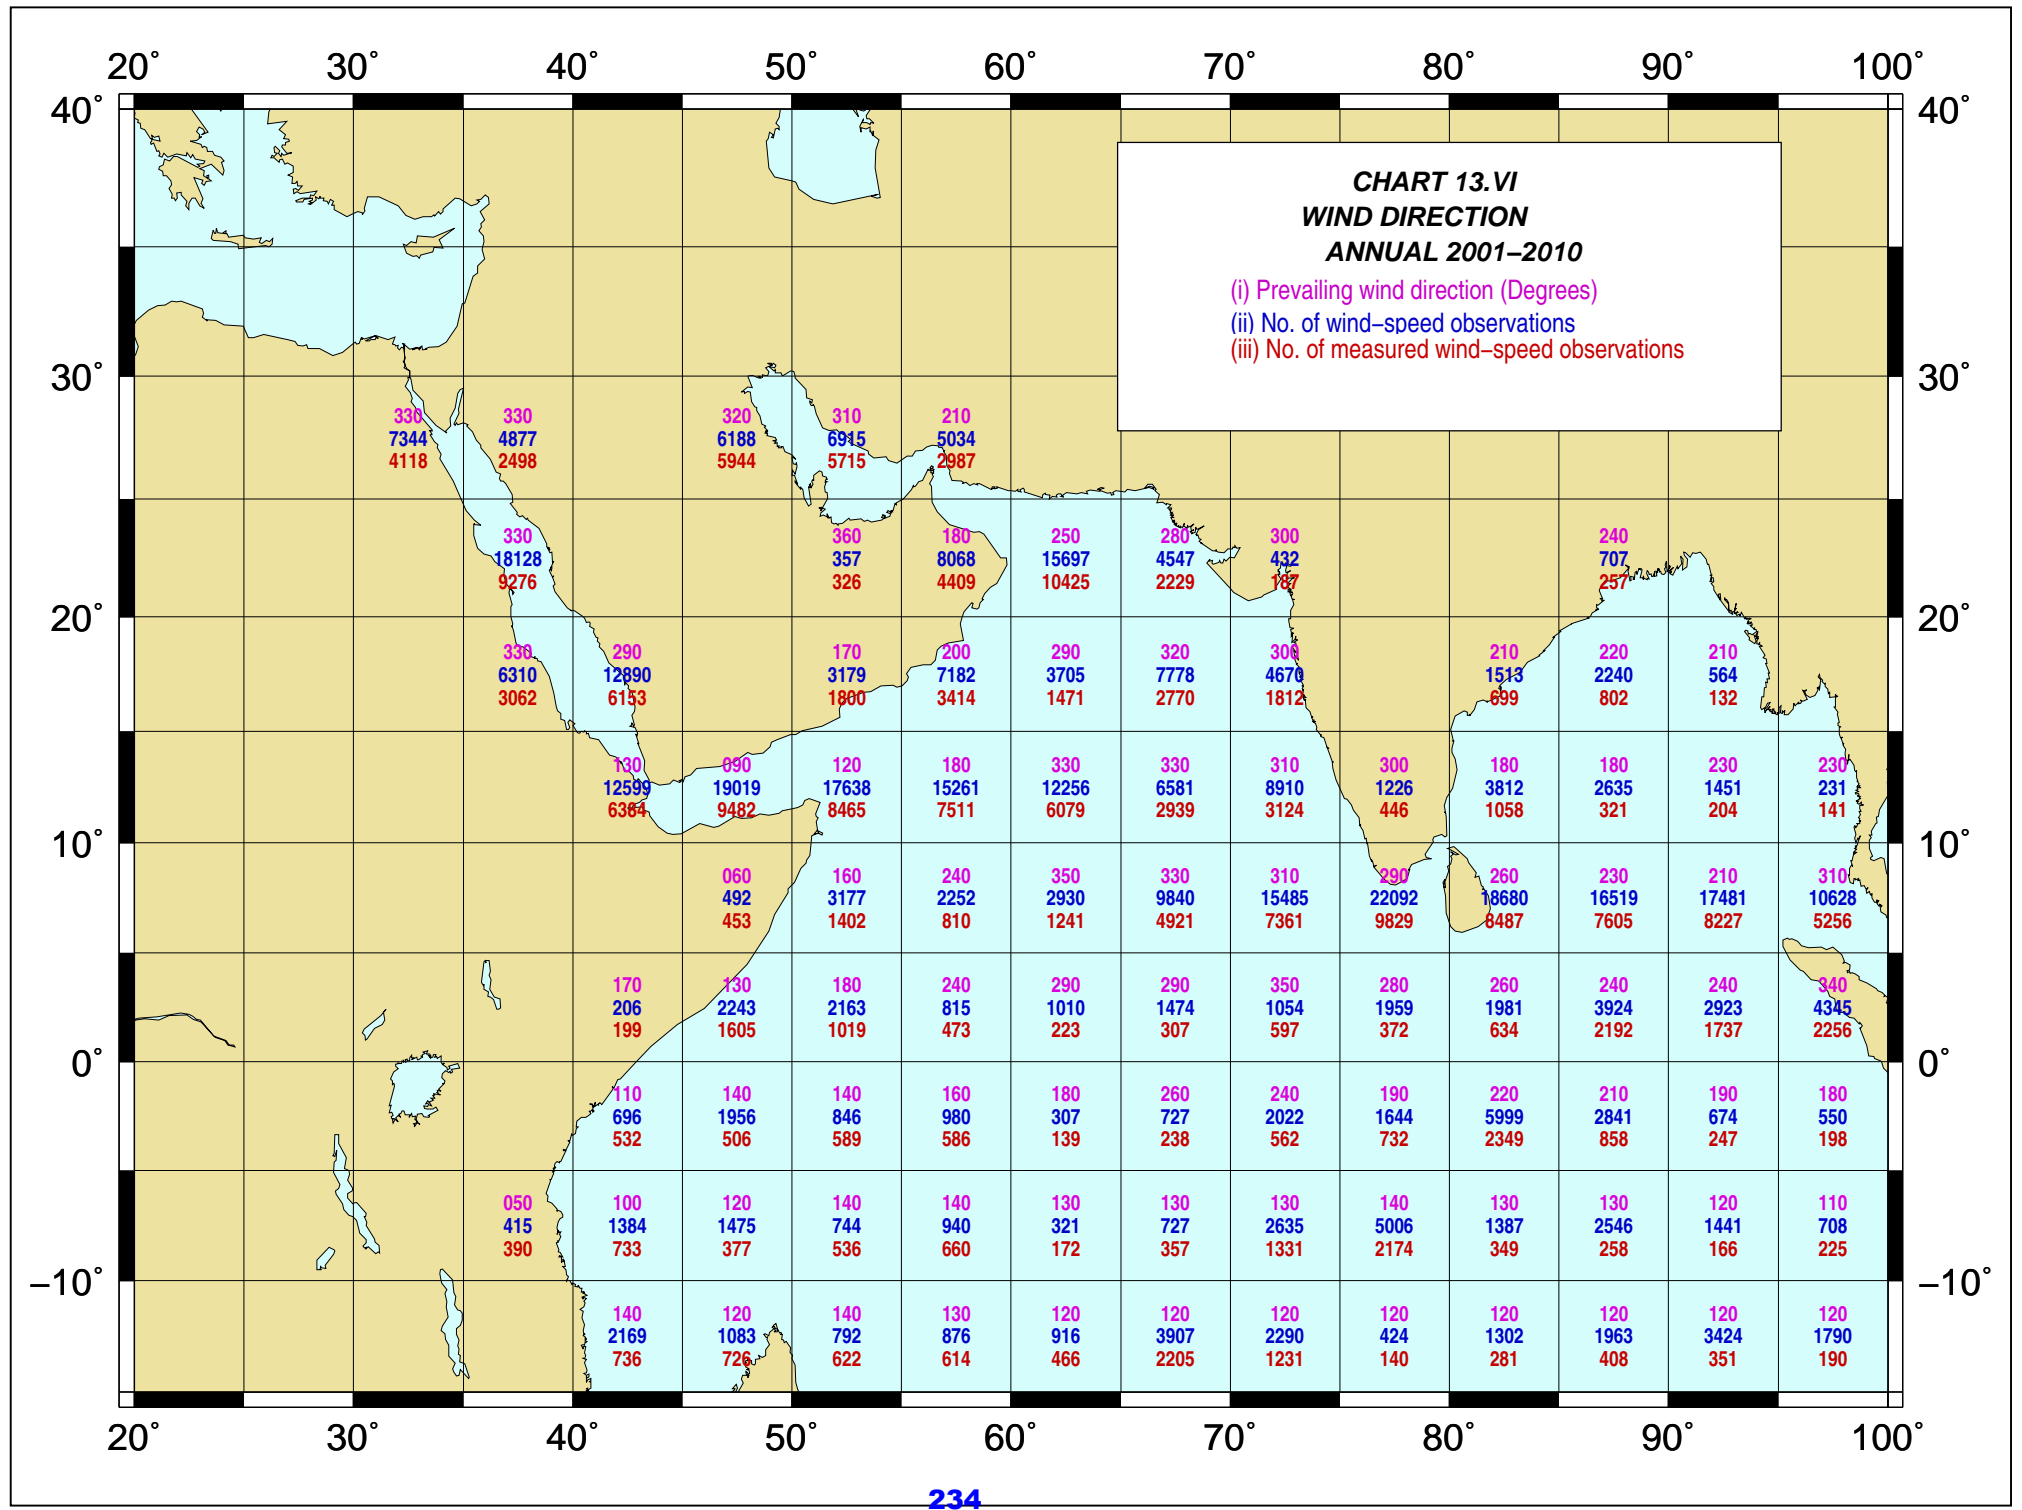 20° 30° 40° 50° 60° 70° 80° 90° 100°
40° 40°
CHART 13.VI
WIND DIRECTION
ANNUAL 2001–2010
(i) Prevailing wind direction (Degrees)
(ii) No. of wind–speed observations
(iii) No. of measured wind–speed observations
30° 30°
330 330 320 310 210
7344 4877 6188 6915 5034
4118 2498 5944 5715 2987
330 360 180 250 280 300 240
18128 357 8068 15697 4547 432 707
9276 326 4409 10425 2229 187 257
20° 20°
330 290 170 200 290 320 300 210 220 210
6310 12890 3179 7182 3705 7778 4670 1513 2240 564
3062 6153 1800 3414 1471 2770 1812 699 802 132
130 090 120 180 330 330 310 300 180 180 230 230
12599 19019 17638 15261 12256 6581 8910 1226 3812 2635 1451 231
6384 9482 8465 7511 6079 2939 3124 446 1058 321 204 141
10° 10°
060 160 240 350 330 310 290 260 230 210 310
492 3177 2252 2930 9840 15485 22092 18680 16519 17481 10628
453 1402 810 1241 4921 7361 9829 8487 7605 8227 5256
170 130 180 240 290 290 350 280 260 240 240 340
206 2243 2163 815 1010 1474 1054 1959 1981 3924 2923 4345
199 1605 1019 473 223 307 597 372 634 2192 1737 2256
0° 0°
110 140 140 160 180 260 240 190 220 210 190 180
696 1956 846 980 307 727 2022 1644 5999 2841 674 550
532 506 589 586 139 238 562 732 2349 858 247 198
050 100 120 140 140 130 130 130 140 130 130 120 110
415 1384 1475 744 940 321 727 2635 5006 1387 2546 1441 708
390 733 377 536 660 172 357 1331 2174 349 258 166 225
–10° –10°
140 120 140 130 120 120 120 120 120 120 120 120
2169 1083 792 876 916 3907 2290 424 1302 1963 3424 1790
736 726 622 614 466 2205 1231 140 281 408 351 190
20° 30° 40° 50° 60° 70° 80° 90° 100°
234